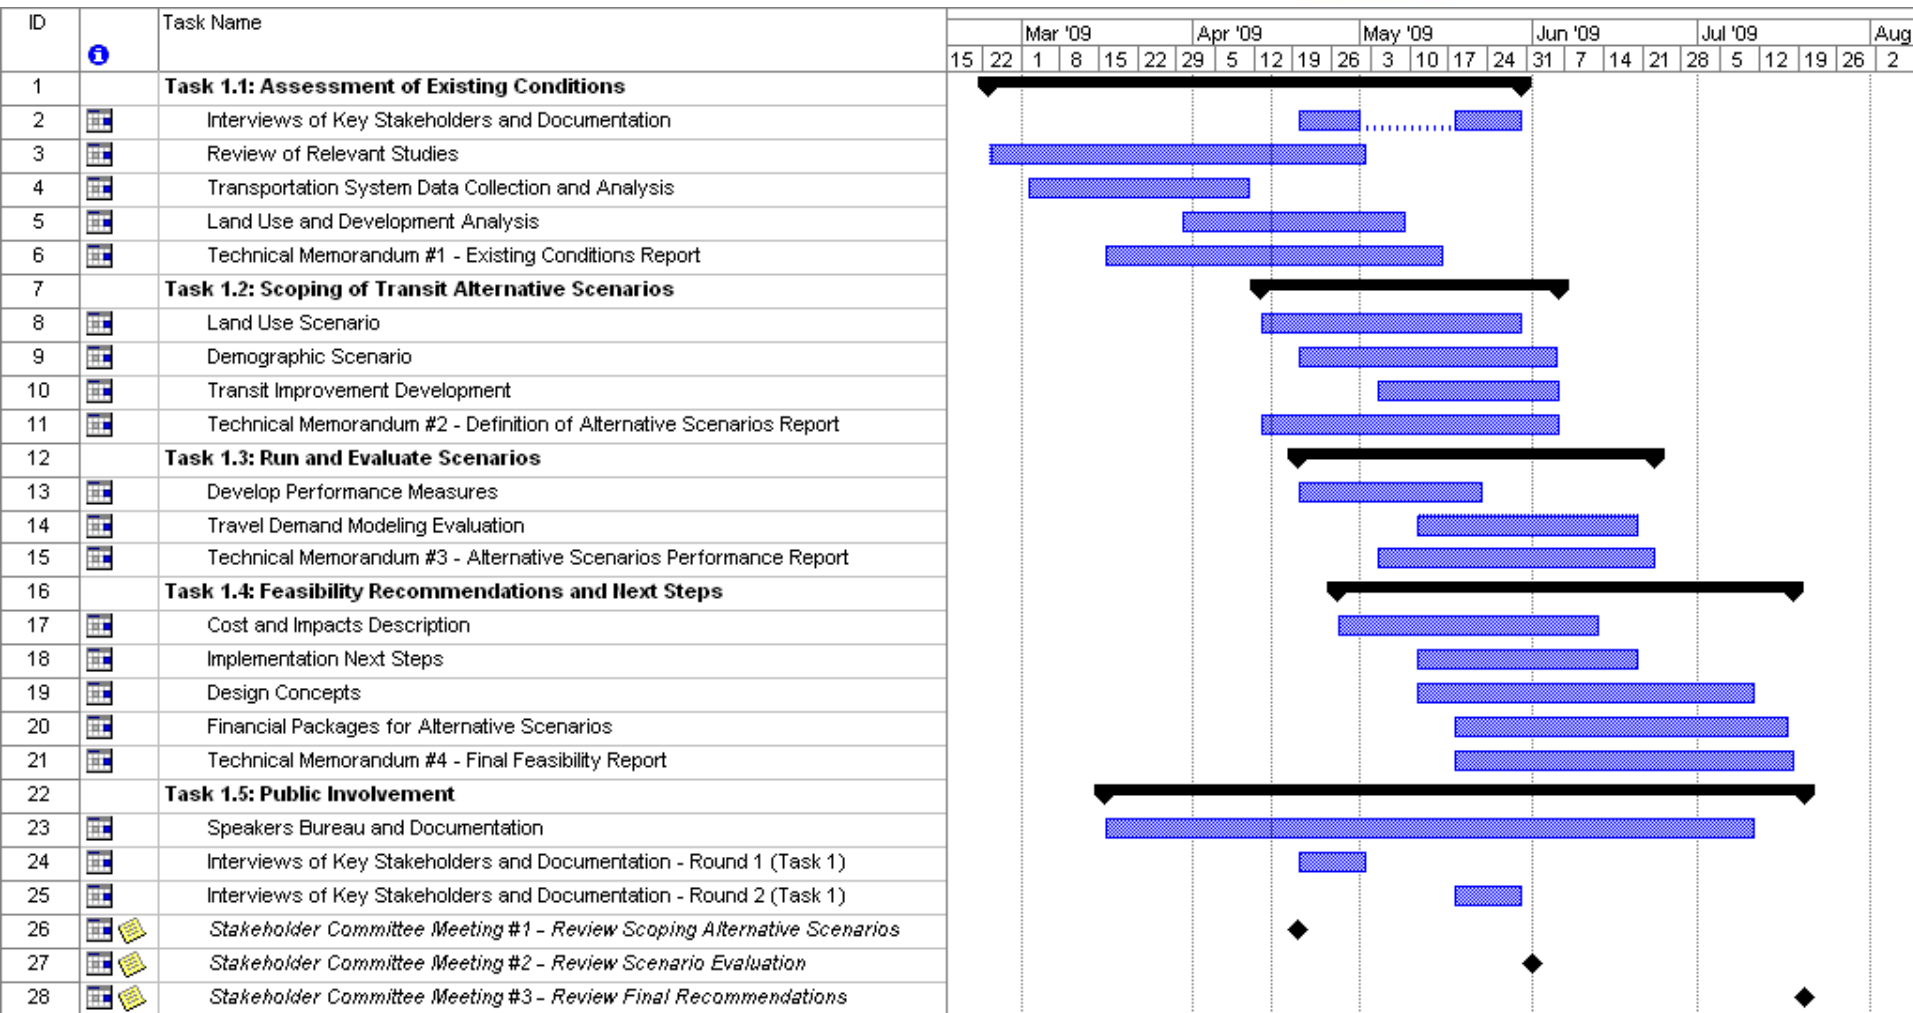 ID Task Name Mar '09 Apr '09 May '09 Jun '09 Jul '09 Aug
15 22 1 8 15 22 29 5 12 19 26 3 10 17 24 31 7 14 21 28 5 12 19 26 2
1 Task 1.1: Assessment of Existing Conditions
2 Interviews of Key Stakeholders and Documentation
3 Review of Relevant Studies
4 Transportation System Data Collection and Analysis
5 Land Use and Development Analysis
6 Technical Memorandum #1 - Existing Conditions Report
7 Task 1.2: Scoping of Transit Alternative Scenarios
8 Land Use Scenario
9 Demographic Scenario
10 Transit Improvement Development
11 Technical Memorandum #2 - Definition of Alternative Scenarios Report
12 Task 1.3: Run and Evaluate Scenarios
13 Develop Performance Measures
14 Travel Demand Modeling Evaluation
15 Technical Memorandum #3 - Alternative Scenarios Performance Report
16 Task 1.4: Feasibility Recommendations and Next Steps
17 Cost and Impacts Description
18 Implementation Next Steps
19 Design Concepts
20 Financial Packages for Alternative Scenarios
21 Technical Memorandum #4 - Final Feasibility Report
22 Task 1.5: Public Involvement
23 Speakers Bureau and Documentation
24 Interviews of Key Stakeholders and Documentation - Round 1 (Task 1)
25 Interviews of Key Stakeholders and Documentation - Round 2 (Task 1)
26 Stakeholder Committee Meeting #1 - Review Scoping Alternative Scenarios
27 Stakeholder Committee Meeting #2 - Review Scenario Evaluation
28 Stakeholder Committee Meeting #3 - Review Final Recommendations